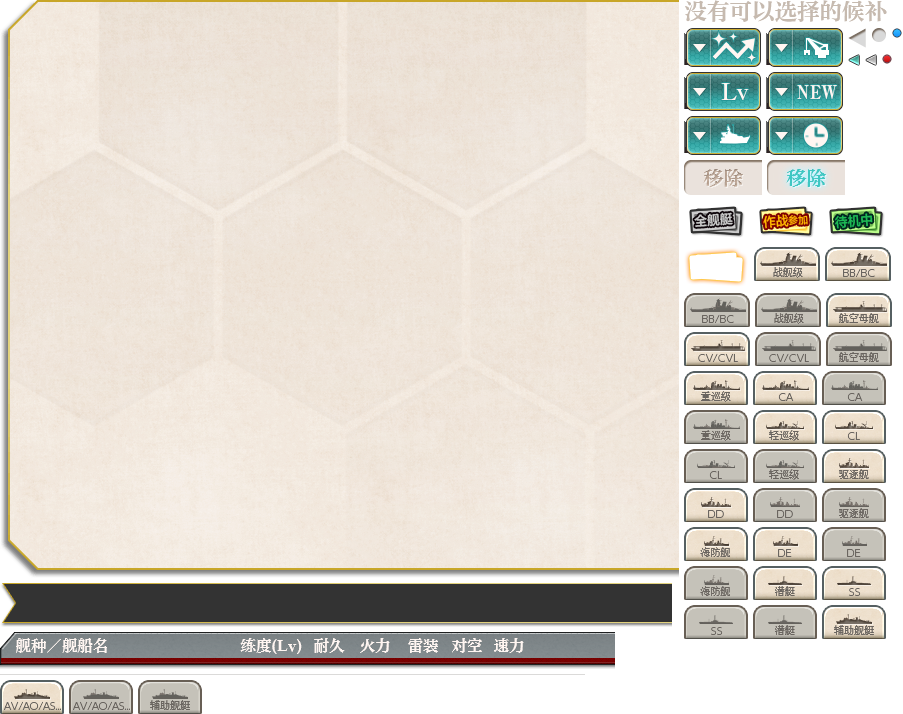 没有可以选择的候补
Lv NEW
移除 移除
全舰艇 作战参加 待机中
战舰级 BB/BC
BB/BC 战舰级 航空母舰
CV/CVL CV/CVL 航空母舰
重巡级 CA CA
重巡级 轻巡级 CL
CL 轻巡级 驱逐舰
DD DD 驱逐舰
海防舰 DE DE
海防舰 潜艇 SS
SS 潜艇 辅助舰艇
舰种／舰船名 练度(Lv) 耐久 火力 雷装 对空 速力
AV/AO/AS... AV/AO/AS... 辅助舰艇